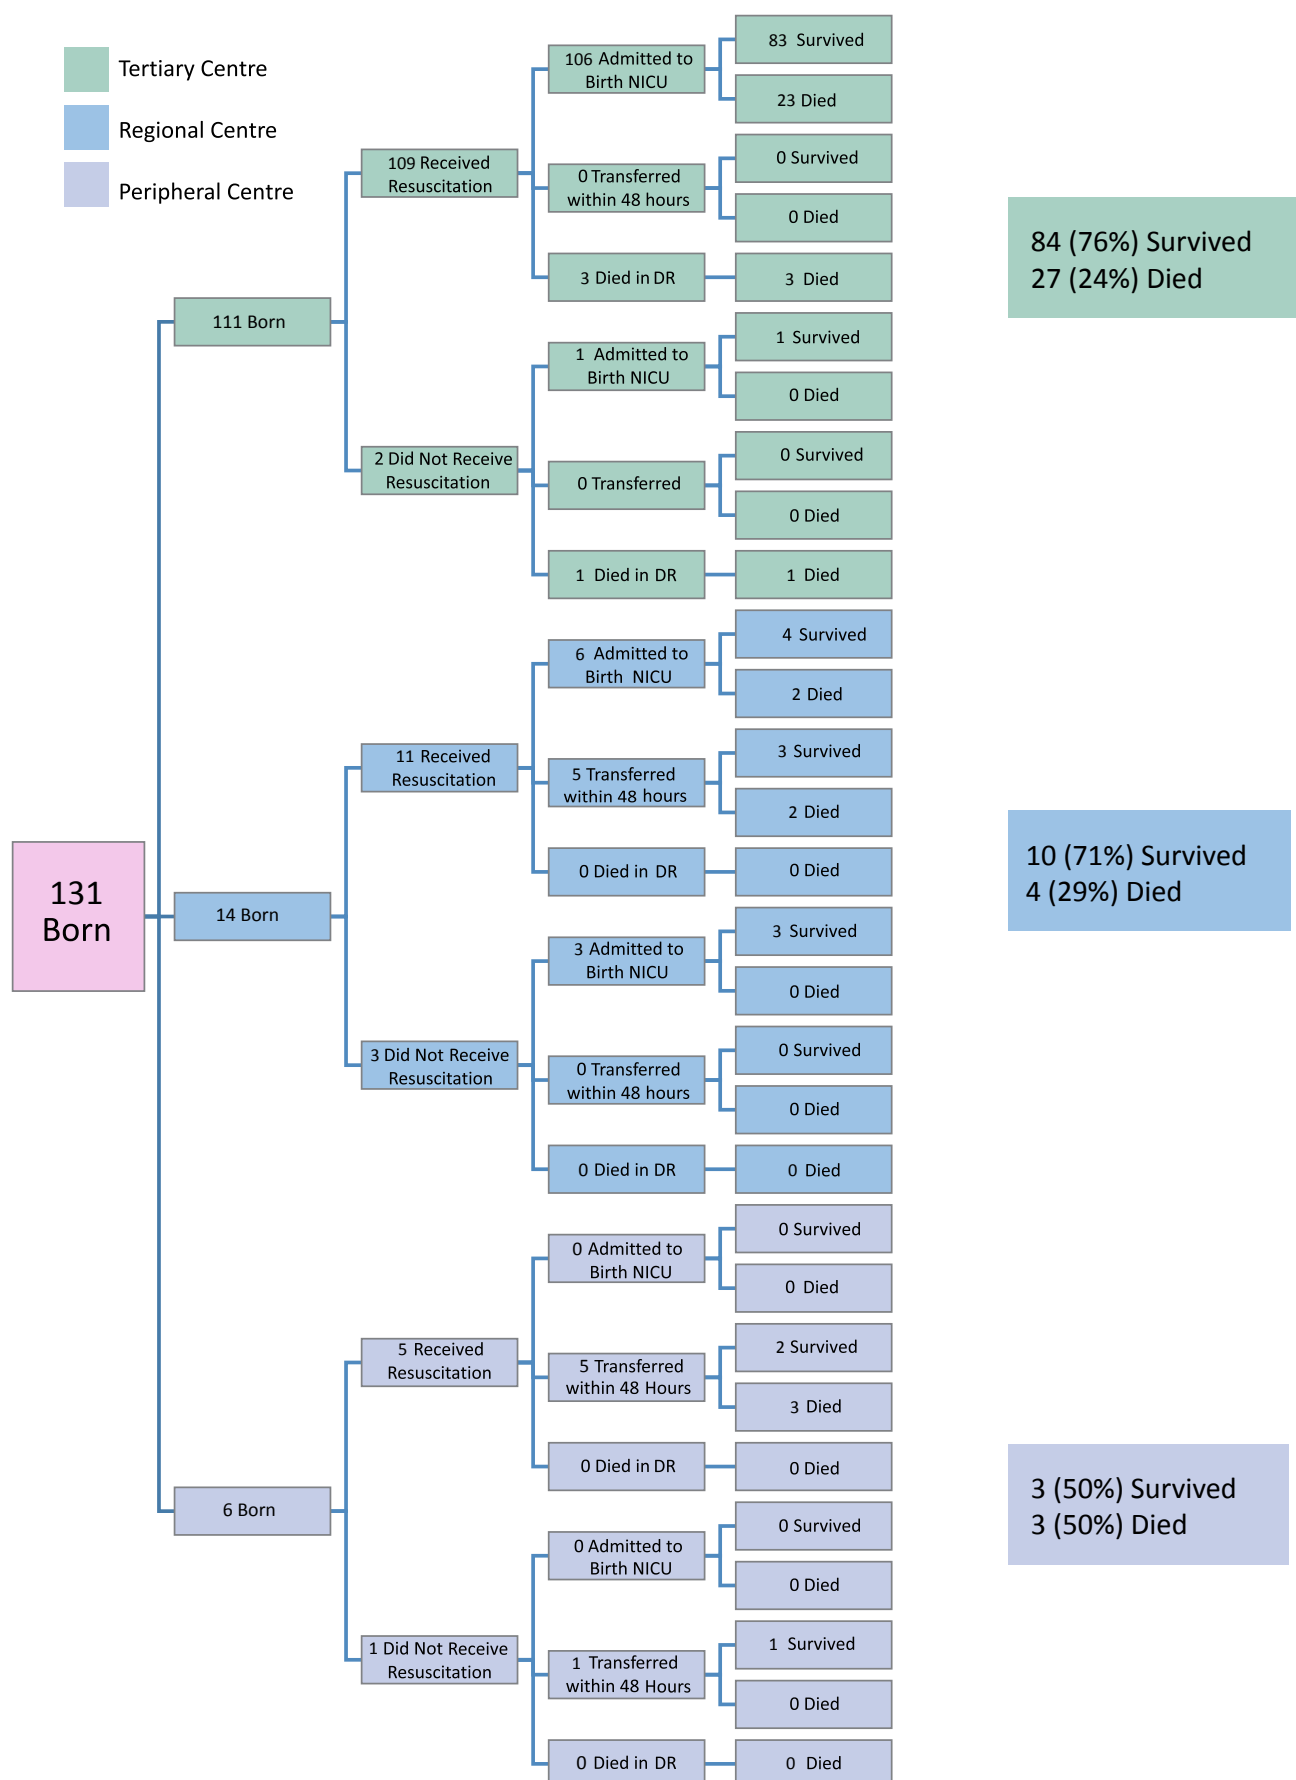 Tertiary Centre
Regional Centre
Peripheral Centre
131
Born
111 Born
109 Received
Resuscitation
106 Admitted to
Birth NICU
83 Survived
23 Died
0 Transferred
within 48 hours
0 Survived
0 Died
3 Died in DR
3 Died
2 Did Not Receive
Resuscitation
1 Admitted to
Birth NICU
1 Survived
0 Died
0 Transferred
0 Survived
0 Died
1 Died in DR
1 Died
84 (76%) Survived
27 (24%) Died
14 Born
11 Received
Resuscitation
6 Admitted to
Birth NICU
4 Survived
2 Died
5 Transferred
within 48 hours
3 Survived
2 Died
0 Died in DR
0 Died
3 Did Not Receive
Resuscitation
3 Admitted to
Birth NICU
3 Survived
0 Died
0 Transferred
within 48 hours
0 Survived
0 Died
0 Died in DR
0 Died
10 (71%) Survived
4 (29%) Died
6 Born
5 Received
Resuscitation
0 Admitted to
Birth NICU
0 Survived
0 Died
5 Transferred
within 48 Hours
2 Survived
3 Died
0 Died in DR
0 Died
1 Did Not Receive
Resuscitation
0 Admitted to
Birth NICU
0 Survived
0 Died
1 Transferred
within 48 Hours
1 Survived
0 Died
0 Died in DR
0 Died
3 (50%) Survived
3 (50%) Died